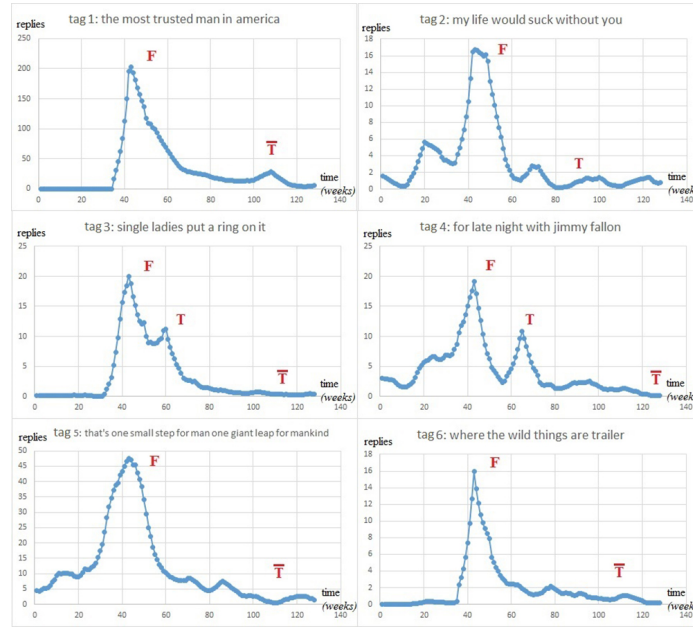 tag 1: the most trusted man in america
replies
250
200
150
100
50
0
0 20 40 60 80 100 120 140
F
T
time
(weeks)
tag 2: my life would suck without you
replies
18
16
14
12
10
8
6
4
2
0
0 20 40 60 80 100 120 140
F
T
time
(week
tag 3: single ladies put a ring on it
replies
25
20
15
10
5
0
0 20 40 60 80 100 120 140
F
T
T
time
(weeks)
tag 4: for late night with jimmy fallon
replies
25
20
15
10
5
0
0 20 40 60 80 100 120 140
F
T
T
time
(weeks
tag 5: that's one small step for man one giant leap for mankind
replies
50
45
40
35
30
25
20
15
10
5
0
0 20 40 60 80 100 120 140
F
T
time
(weeks)
tag 6: where the wild things are trailer
replies
18
16
14
12
10
8
6
4
2
0
0 20 40 60 80 100 120 140
F
T
time
(weeks